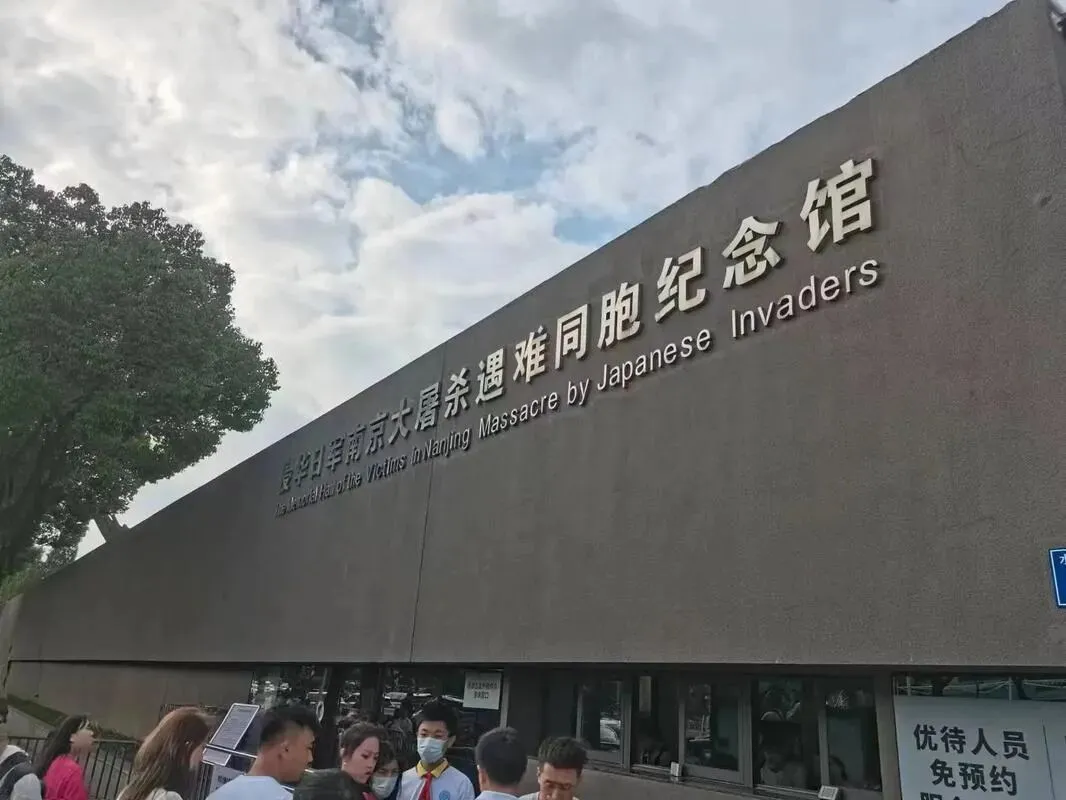 侵华日军南京大屠杀遇难同胞纪念馆
The Memorial Hall of the Victims in Nanjing Massacre by Japanese Invaders
水
优待人员
免预约